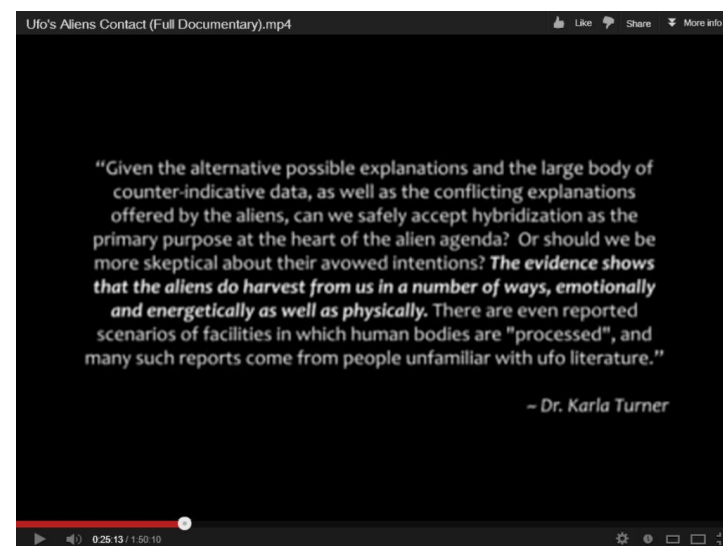 Ufo's Aliens Contact (Full Documentary).mp4 Like Share More info
“Given the alternative possible explanations and the large body of
counter-indicative data, as well as the conflicting explanations
offered by the aliens, can we safely accept hybridization as the
primary purpose at the heart of the alien agenda? Or should we be
more skeptical about their avowed intentions? The evidence shows
that the aliens do harvest from us in a number of ways, emotionally
and energetically as well as physically. There are even reported
scenarios of facilities in which human bodies are "processed", and
many such reports come from people unfamiliar with ufo literature.”
~ Dr. Karla Turner
0:25:13 / 1:50:10